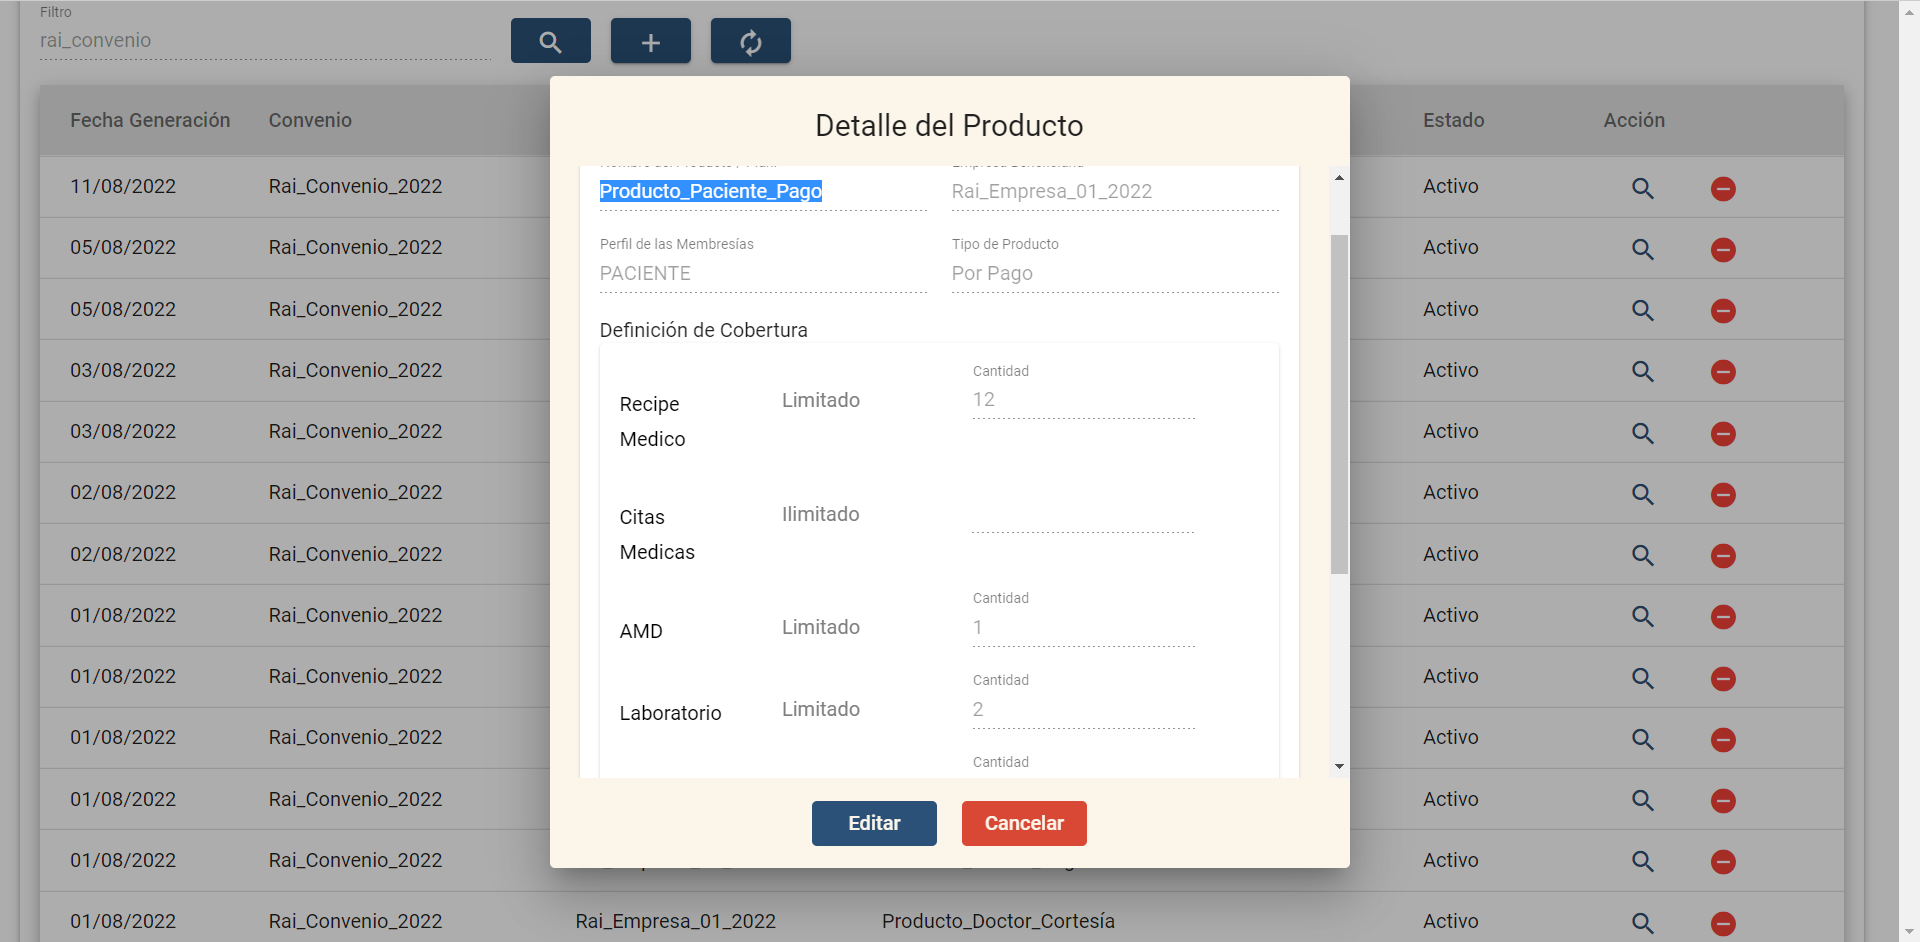 Filtro
rai_convenio
Fecha Generación Convenio Estado Acción
11/08/2022 Rai_Convenio_2022 Activo
05/08/2022 Rai_Convenio_2022 Activo
05/08/2022 Rai_Convenio_2022 Activo
03/08/2022 Rai_Convenio_2022 Activo
03/08/2022 Rai_Convenio_2022 Activo
02/08/2022 Rai_Convenio_2022 Activo
02/08/2022 Rai_Convenio_2022 Activo
01/08/2022 Rai_Convenio_2022 Activo
01/08/2022 Rai_Convenio_2022 Activo
01/08/2022 Rai_Convenio_2022 Activo
01/08/2022 Rai_Convenio_2022 Activo
01/08/2022 Rai_Convenio_2022 Activo
01/08/2022 Rai_Convenio_2022 Rai_Empresa_01_2022 Producto_Doctor_Cortesía Activo
Detalle del Producto
Producto_Paciente_Pago Rai_Empresa_01_2022
Perfil de las Membresías Tipo de Producto
PACIENTE Por Pago
Definición de Cobertura
Cantidad
Recipe Limitado 12
Medico
Citas Ilimitado
Medicas
Cantidad
AMD Limitado 1
Cantidad
Laboratorio Limitado 2
Cantidad
Editar Cancelar